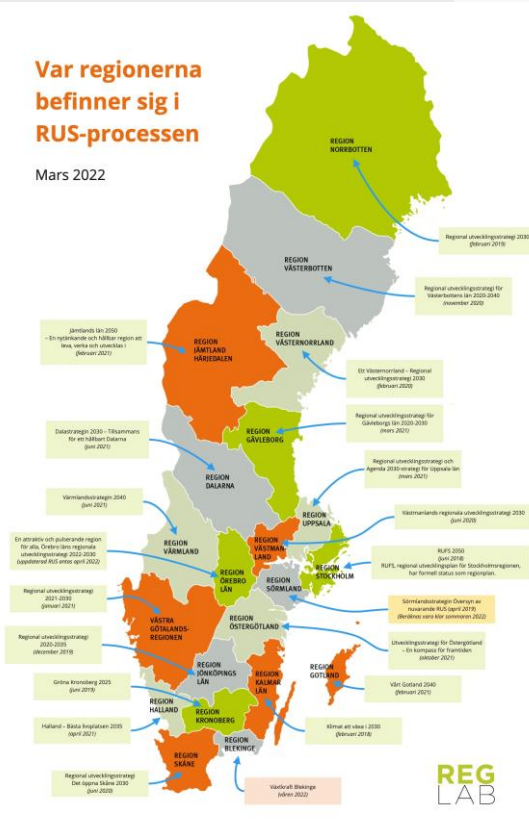 Var regionerna
befinner sig i
RUS-processen
Mars 2022
REGION
NORRBOTTEN
Regional utvecklingsstrategi 2030
(februari 2019)
REGION
VÄSTERBOTTEN
Regional utvecklingsstrategi för
Västerbottens län 2020-2040
(november 2020)
Jämtlands län 2050
– En nytänkande och hållbar region att
leva, verka och utvecklas i
(februari 2021)
REGION
JÄMTLAND
HÄRJEDALEN
REGION
VÄSTERNORRLAND
Ett Västernorrland – Regional
utvecklingsstrategi 2030
(februari 2020)
Regional utvecklingsstrategi för
Gävleborgs län 2020-2030
(mars 2021)
REGION
GÄVLEBORG
Dalastrategin 2030 – Tillsammans
för ett hållbart Dalarna
(juni 2021)
REGION
DALARNA
Regional utvecklingsstrategi och
Agenda 2030-strategi för Uppsala län
(mars 2021)
REGION
UPPSALA
Värmlandsstrategin 2040
(juni 2021)
REGION
VÄRMLAND
REGION
VÄSTMAN-
LAND
Västmanlands regionala utvecklingsstrategi 2030
(juni 2020)
En attraktiv och pulserande region
för alla, Örebro läns regionala
utvecklingsstrategi 2022-2030
(uppdaterad RUS antas april 2022)
REGION
ÖREBRO
LÄN
REGION
STOCKHOLM
RUFS 2050
(juni 2018)
RUFS, regional utvecklingsplan för Stockholmsregionen,
har formell status som regionplan.
REGION
SÖRMLAND
Sörmlandsstrategin Översyn av
nuvarande RUS (april 2019)
(Beräknas vara klar sommaren 2022)
Regional utvecklingsstrategi
2021-2030
(januari 2021)
VÄSTRA
GÖTALANDS-
REGIONEN
REGION
ÖSTERGÖTLAND
Utvecklingsstrategi för Östergötland
– En kompass för framtiden
(oktober 2021)
Regional utvecklingsstrategi
2020-2035
(december 2019)
REGION
JÖNKÖPINGS
LÄN
REGION
KALMAR
LÄN
REGION
GOTLAND
Vårt Gotland 2040
(februari 2021)
Gröna Kronoberg 2025
(juni 2019)
REGION
HALLAND
REGION
KRONOBERG
Halland – Bästa livsplatsen 2035
(april 2021)
Klimat att växa i 2030
(februari 2018)
REGION
SKÅNE
REGION
BLEKINGE
Regional utvecklingsstrategi
Det öppna Skåne 2030
(juni 2020)
Växtkraft Blekinge
(våren 2022)
REG
LAB